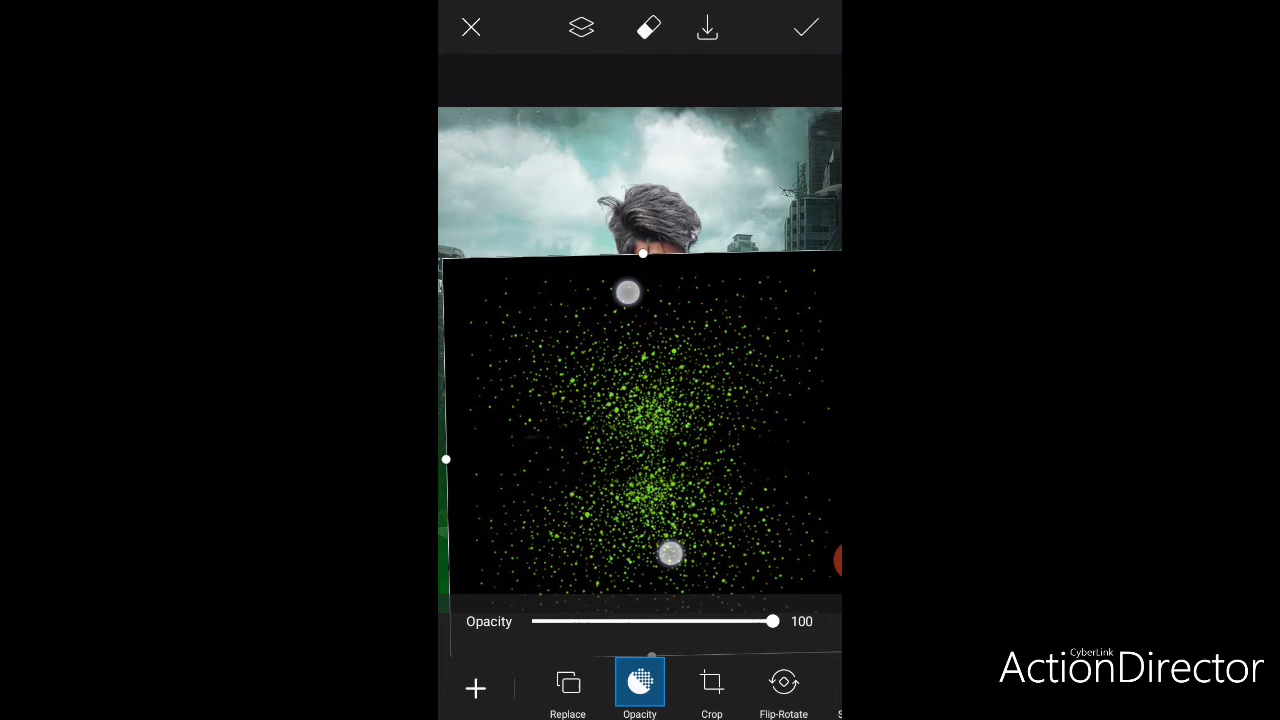 Opacity 100
Replace Opacity Crop Flip-Rotate S
CyberLink
ActionDirector